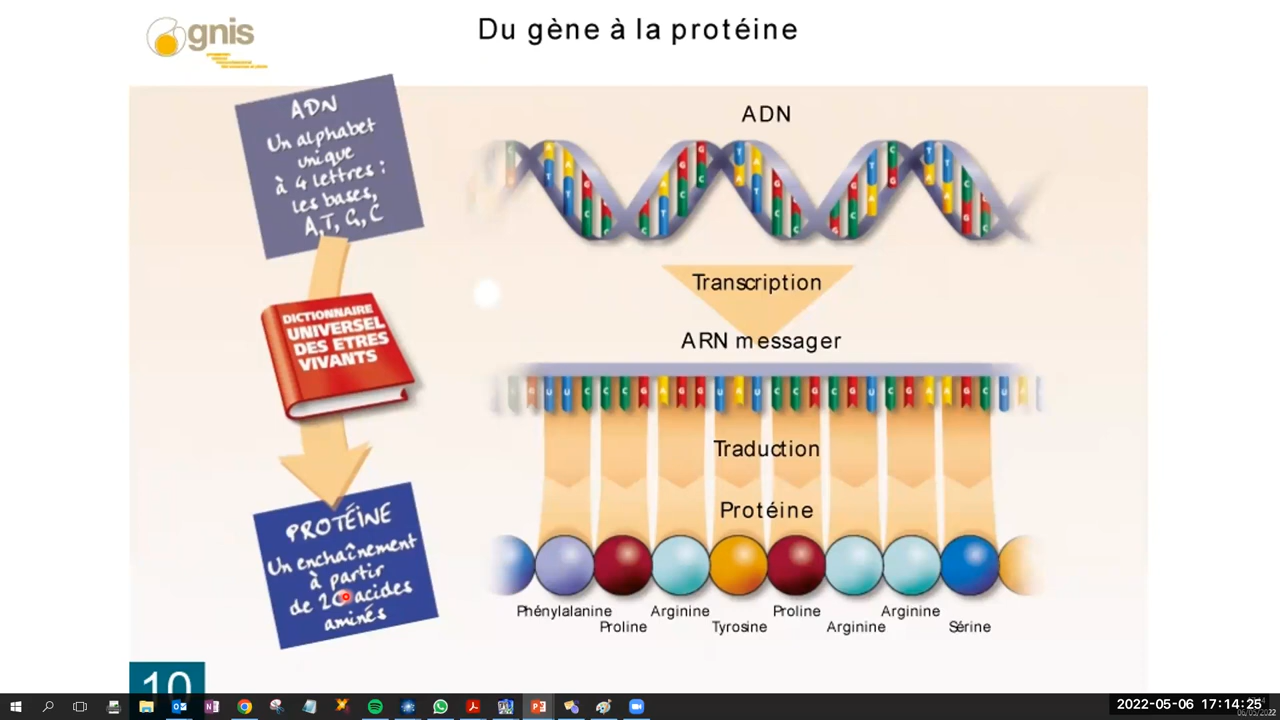 gnis
Du gène à la protéine
ADN
Un alphabet
unique
à 4 lettres :
les bases,
A, T, G, C
DICTIONNAIRE
UNIVERSEL
DES ETRES
VIVANTS
PROTÉINE
Un enchaînement
à partir
de 20 acides
aminés
ADN
Transcription
ARN messager
U U C C C G A G G U A U C C G C G U C G A A G C U
Traduction
Protéine
Phénylalanine
Proline
Arginine
Tyrosine
Proline
Arginine
Arginine
Sérine
10
2022-05-06 17:14:25